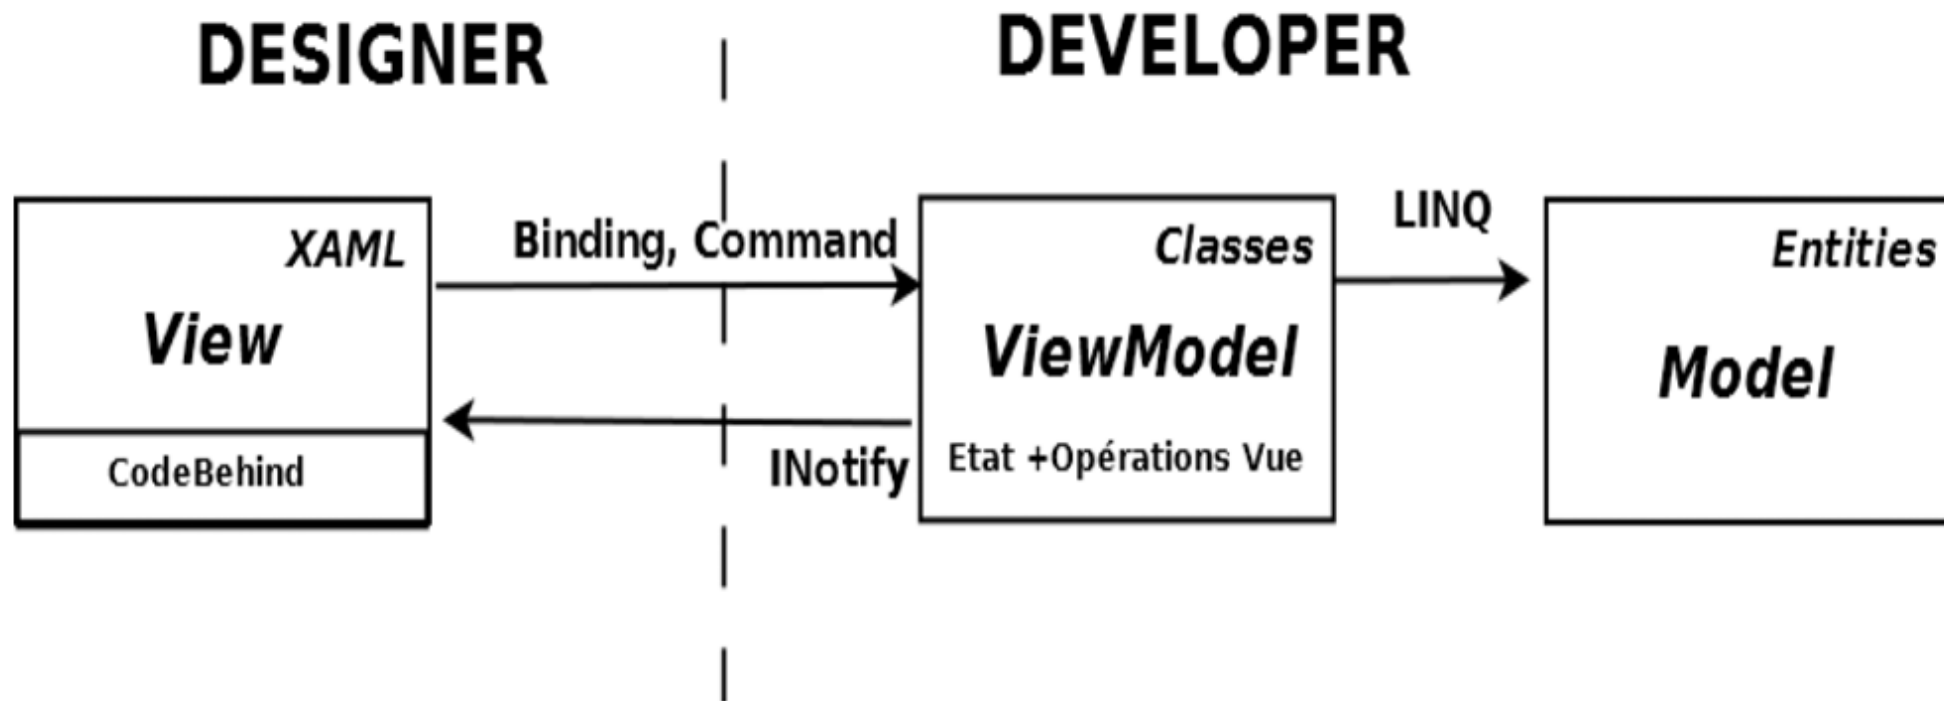 DESIGNER
DEVELOPER
XAML
View
CodeBehind
Binding, Command
INotify
Classes
ViewModel
Etat +Opérations Vue
LINQ
Entities
Model